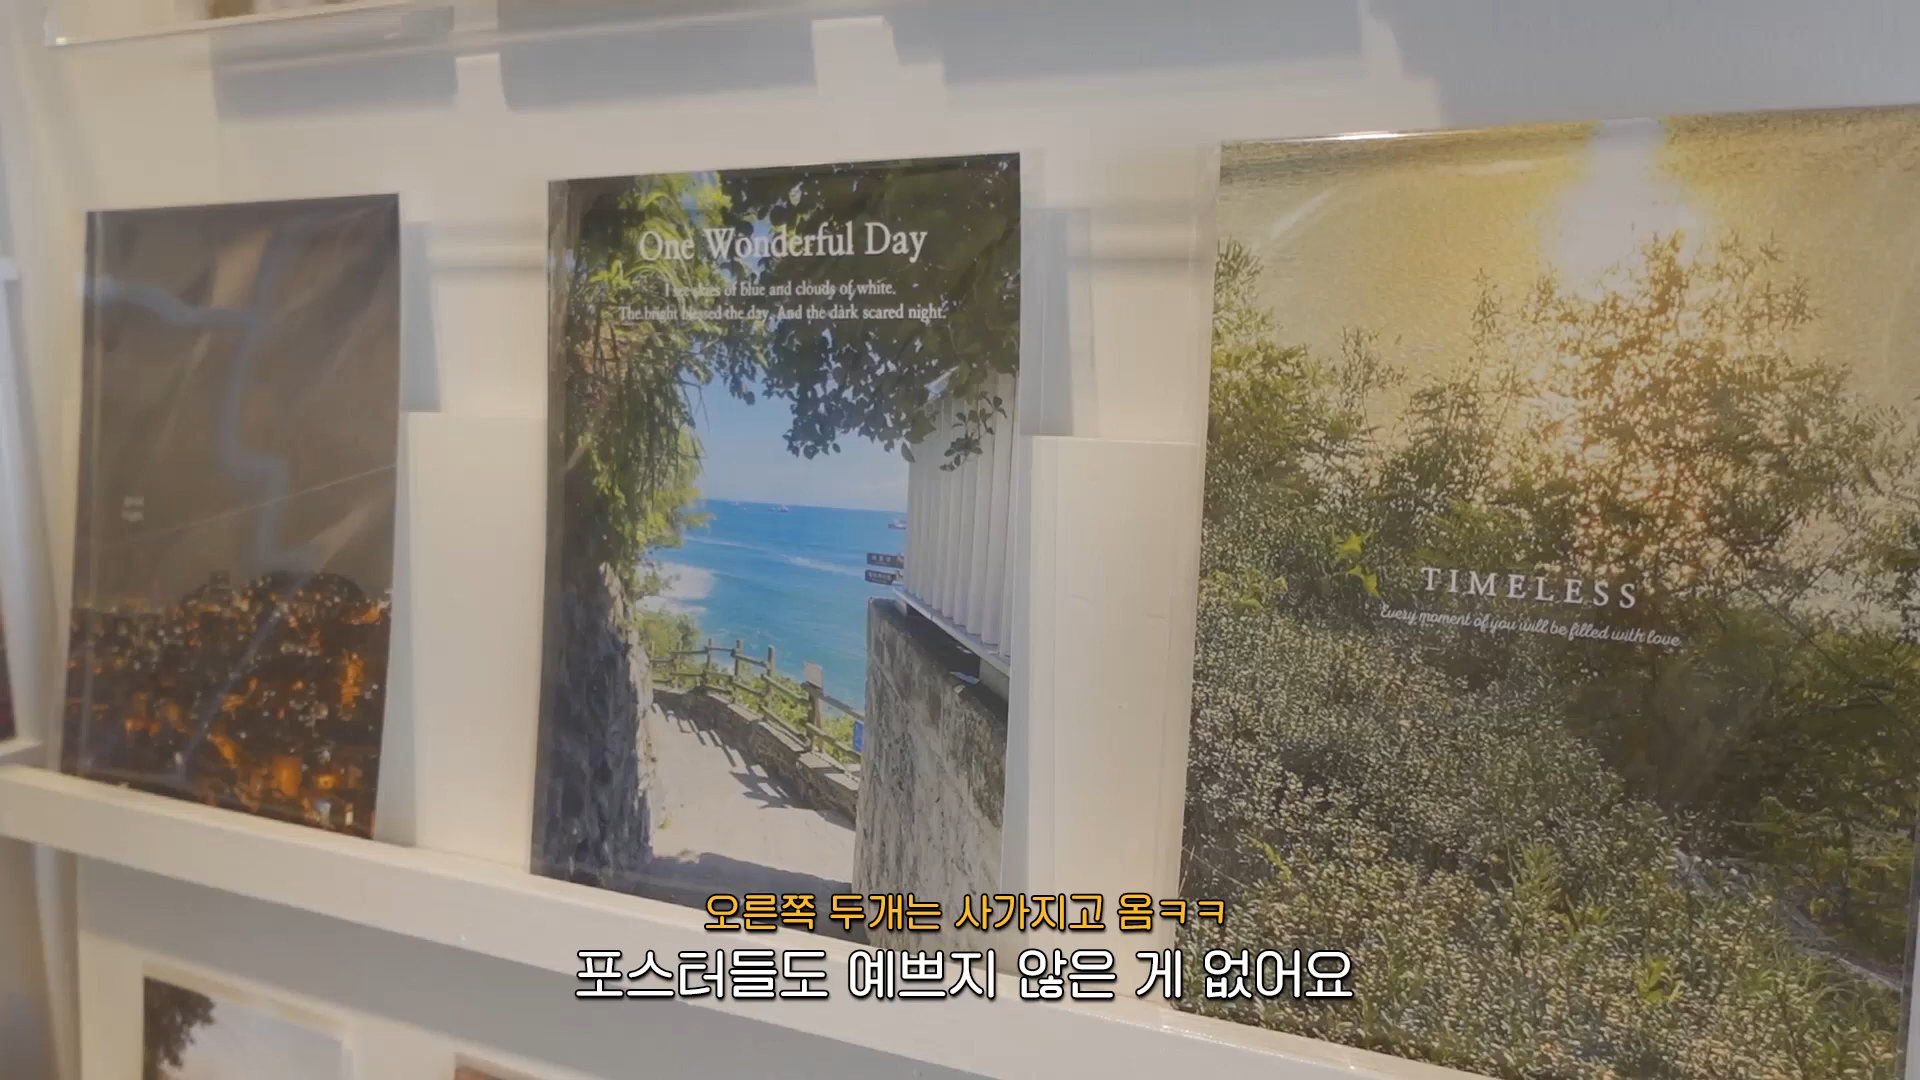 One Wonderful Day
I see skies of blue and clouds of white.
The bright blessed the day, And the dark scared night.
TIMELESS
Every moment of you will be filled with love
오른쪽 두개는 사가지고 옴ㅋㅋ
포스터들도 예쁘지 않은 게 없어요